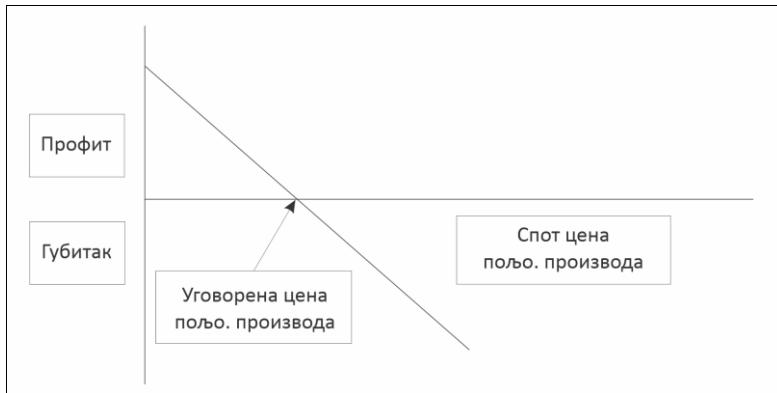 Профит
Губитак
Спот цена
пољо. производа
Уговорена цена
пољо. производа